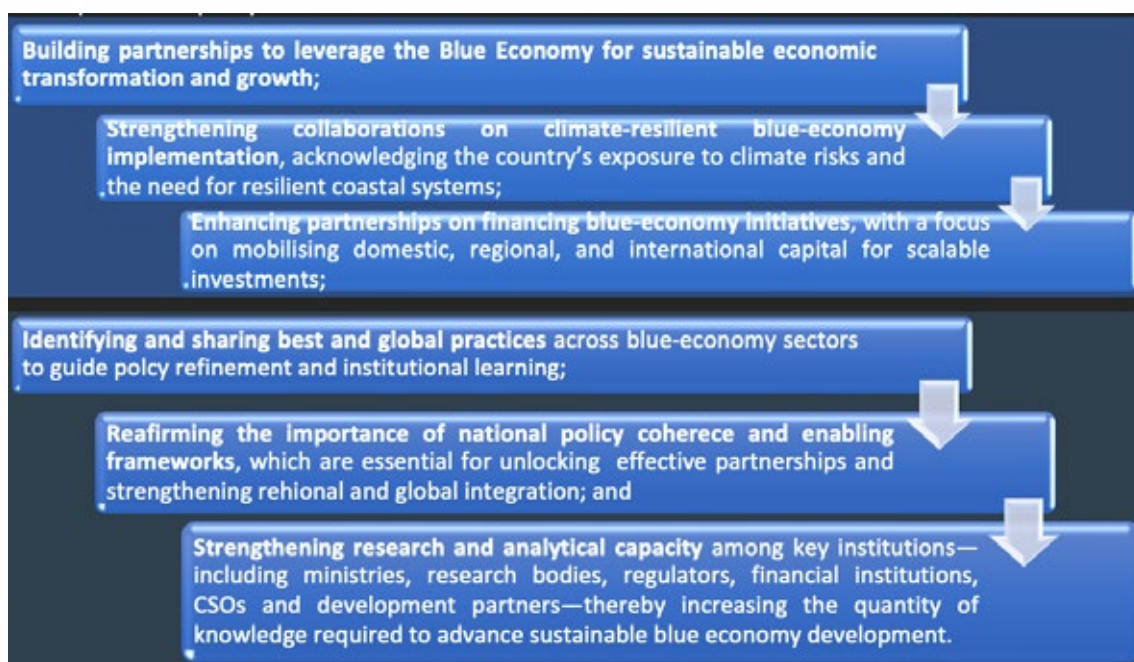 Building partnerships to leverage the Blue Economy for sustainable economic
transformation and growth;
Strengthening collaborations on climate-resilient blue-economy
implementation, acknowledging the country's exposure to climate risks and
the need for resilient coastal systems;
Enhancing partnerships on financing blue-economy initiatives, with a focus
on mobilising domestic, regional, and international capital for scalable
investments;
Identifying and sharing best and global practices across blue-economy sectors
to guide polcy refinement and institutional learning;
Reafirming the importance of national policy coherece and enabling
frameworks, which are essential for unlocking effective partnerships and
strengthening rehional and global integration; and
Strengthening research and analytical capacity among key institutions—
including ministries, research bodies, regulators, financial institutions,
CSOs and development partners—thereby increasing the quantity of
knowledge required to advance sustainable blue economy development.